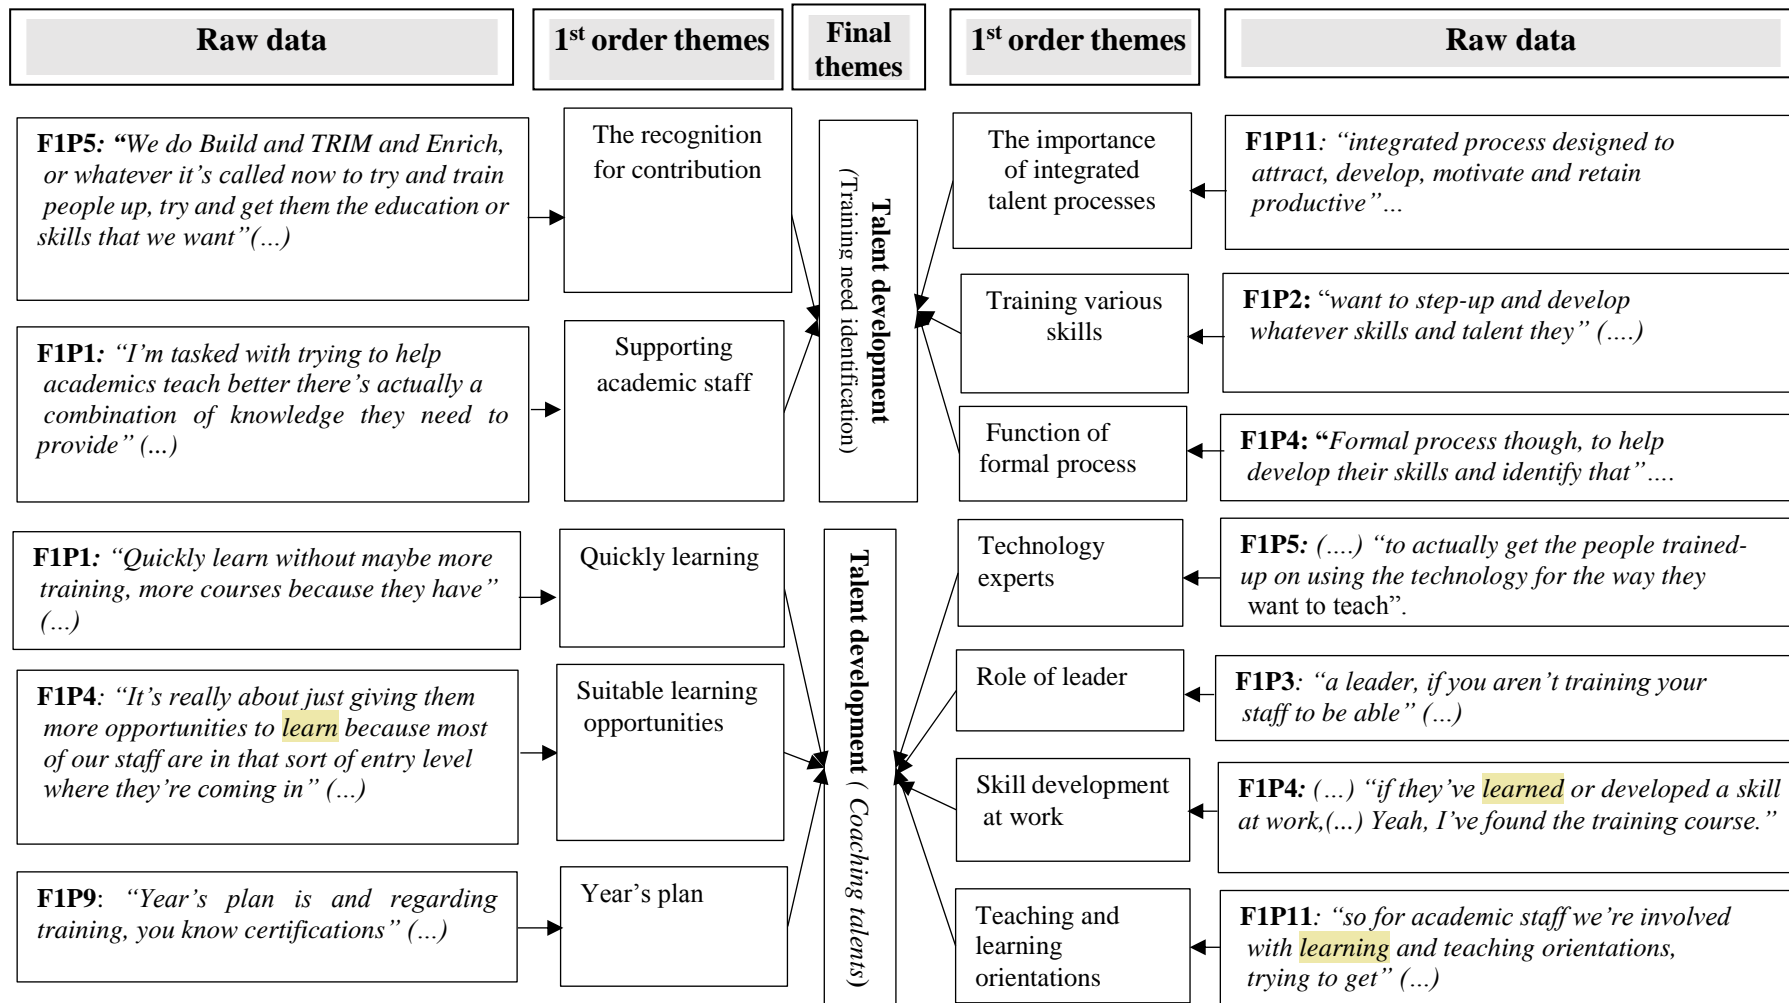 Raw data
1st order themes
Final
themes
1st order themes
Raw data
F1P5: “We do Build and TRIM and Enrich,
or whatever it’s called now to try and train
people up, try and get them the education or
skills that we want”(...)
The recognition
for contribution
F1P1: “I’m tasked with trying to help
academics teach better there’s actually a
combination of knowledge they need to
provide” (...)
Supporting
academic staff
Talent development
(Training need identification)
The importance
of integrated
talent processes
F1P11: “integrated process designed to
attract, develop, motivate and retain
productive”...
Training various
skills
F1P2: “want to step-up and develop
whatever skills and talent they” (....)
Function of
formal process
F1P4: “Formal process though, to help
develop their skills and identify that”....
F1P1: “Quickly learn without maybe more
training, more courses because they have”
(...)
Quickly learning
F1P4: “It’s really about just giving them
more opportunities to learn because most
of our staff are in that sort of entry level
where they’re coming in” (...)
Suitable learning
opportunities
F1P9: “Year’s plan is and regarding
training, you know certifications” (...)
Year’s plan
Talent development ( Coaching talents)
Technology
experts
F1P5: (....) “to actually get the people trained-
up on using the technology for the way they
want to teach”.
Role of leader
F1P3: “a leader, if you aren’t training your
staff to be able” (...)
Skill development
at work
F1P4: (...) “if they’ve learned or developed a skill
at work,(...) Yeah, I’ve found the training course.”
Teaching and
learning
orientations
F1P11: “so for academic staff we’re involved
with learning and teaching orientations,
trying to get” (...)